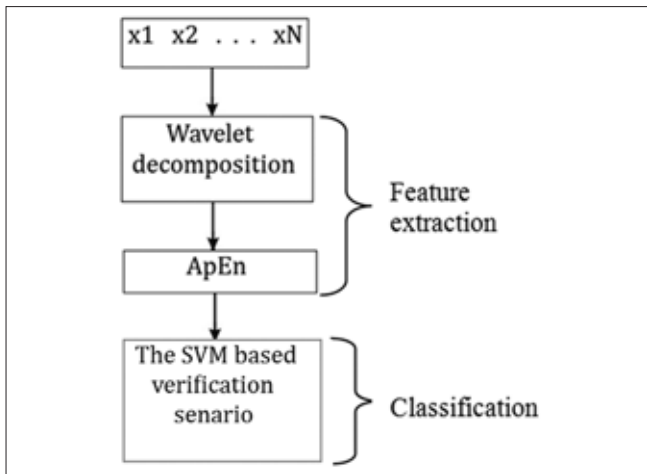 x1 x2 . . . xN
Wavelet
decomposition
Feature
extraction
ApEn
The SVM based
verification
senario
Classification